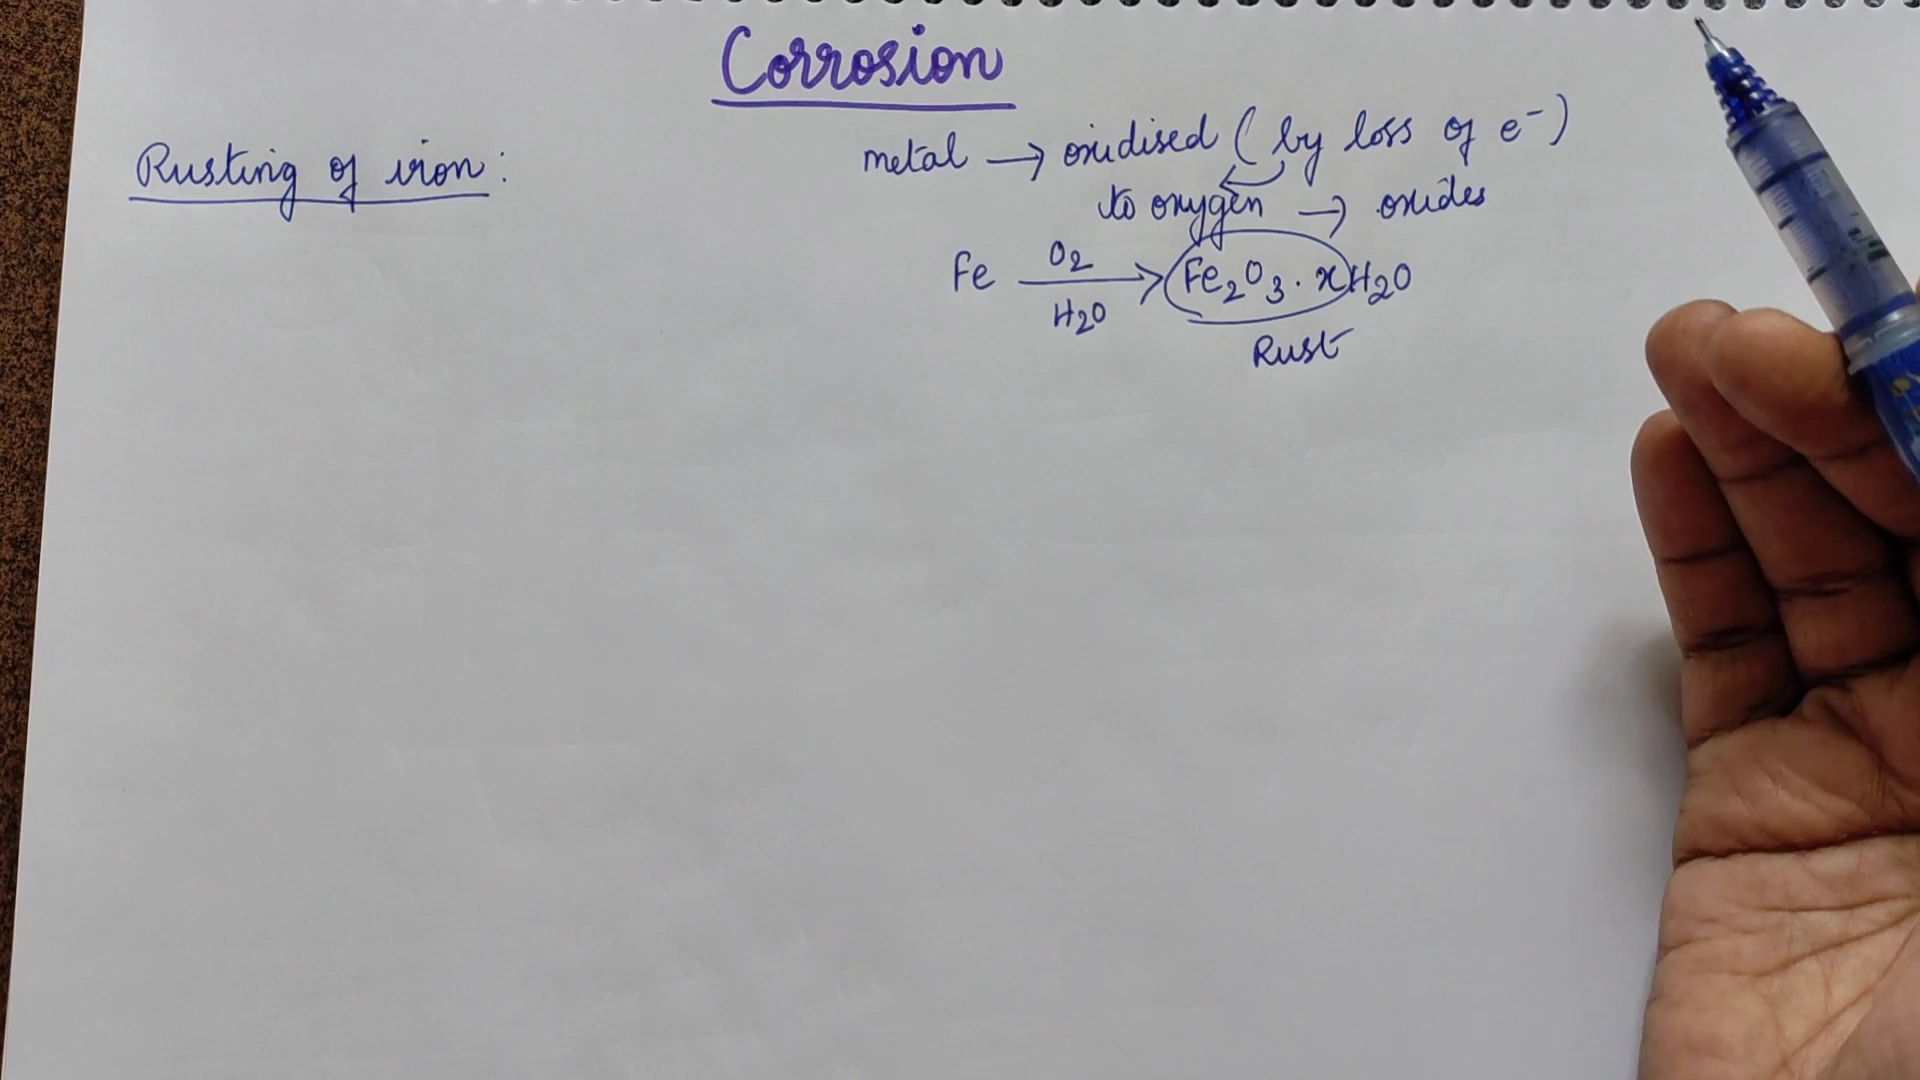 Corrosion
Rusting of iron:
metal → oxidised (by loss of e⁻)
to oxygen → oxides
Fe —O₂/H₂O→ Fe₂O₃·xH₂O
Rust